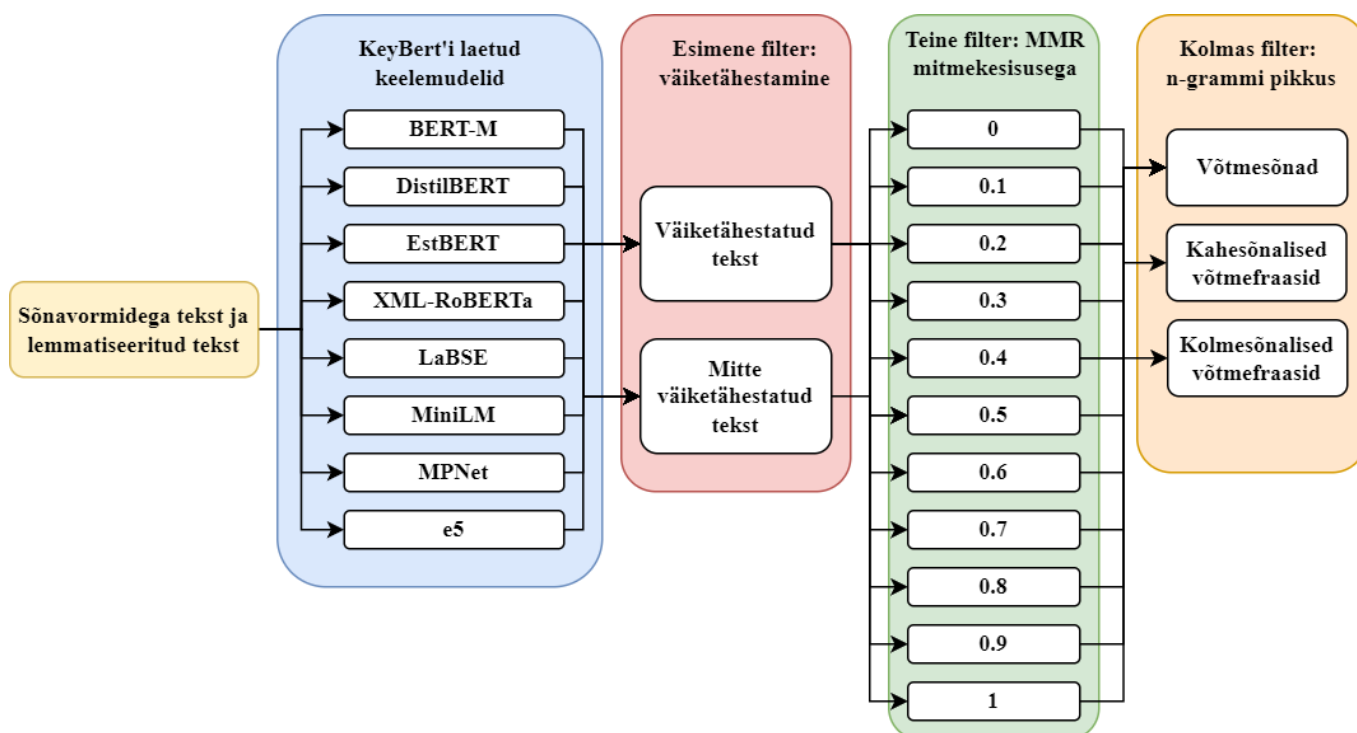 Sõnavormidega tekst ja
lemmatiseeritud tekst
KeyBert'i laetud
keelemudelid
BERT-M
DistilBERT
EstBERT
XML-RoBERTa
LaBSE
MiniLM
MPNet
e5
Esimene filter:
väiketähestamine
Väiketähestatud
tekst
Mitte
väiketähestatud
tekst
Teine filter: MMR
mitmekesisusega
0
0.1
0.2
0.3
0.4
0.5
0.6
0.7
0.8
0.9
1
Kolmas filter:
n-grammi pikkus
Võtmesõnad
Kahesõnalised
võtmefraasid
Kolmesõnalised
võtmefraasid